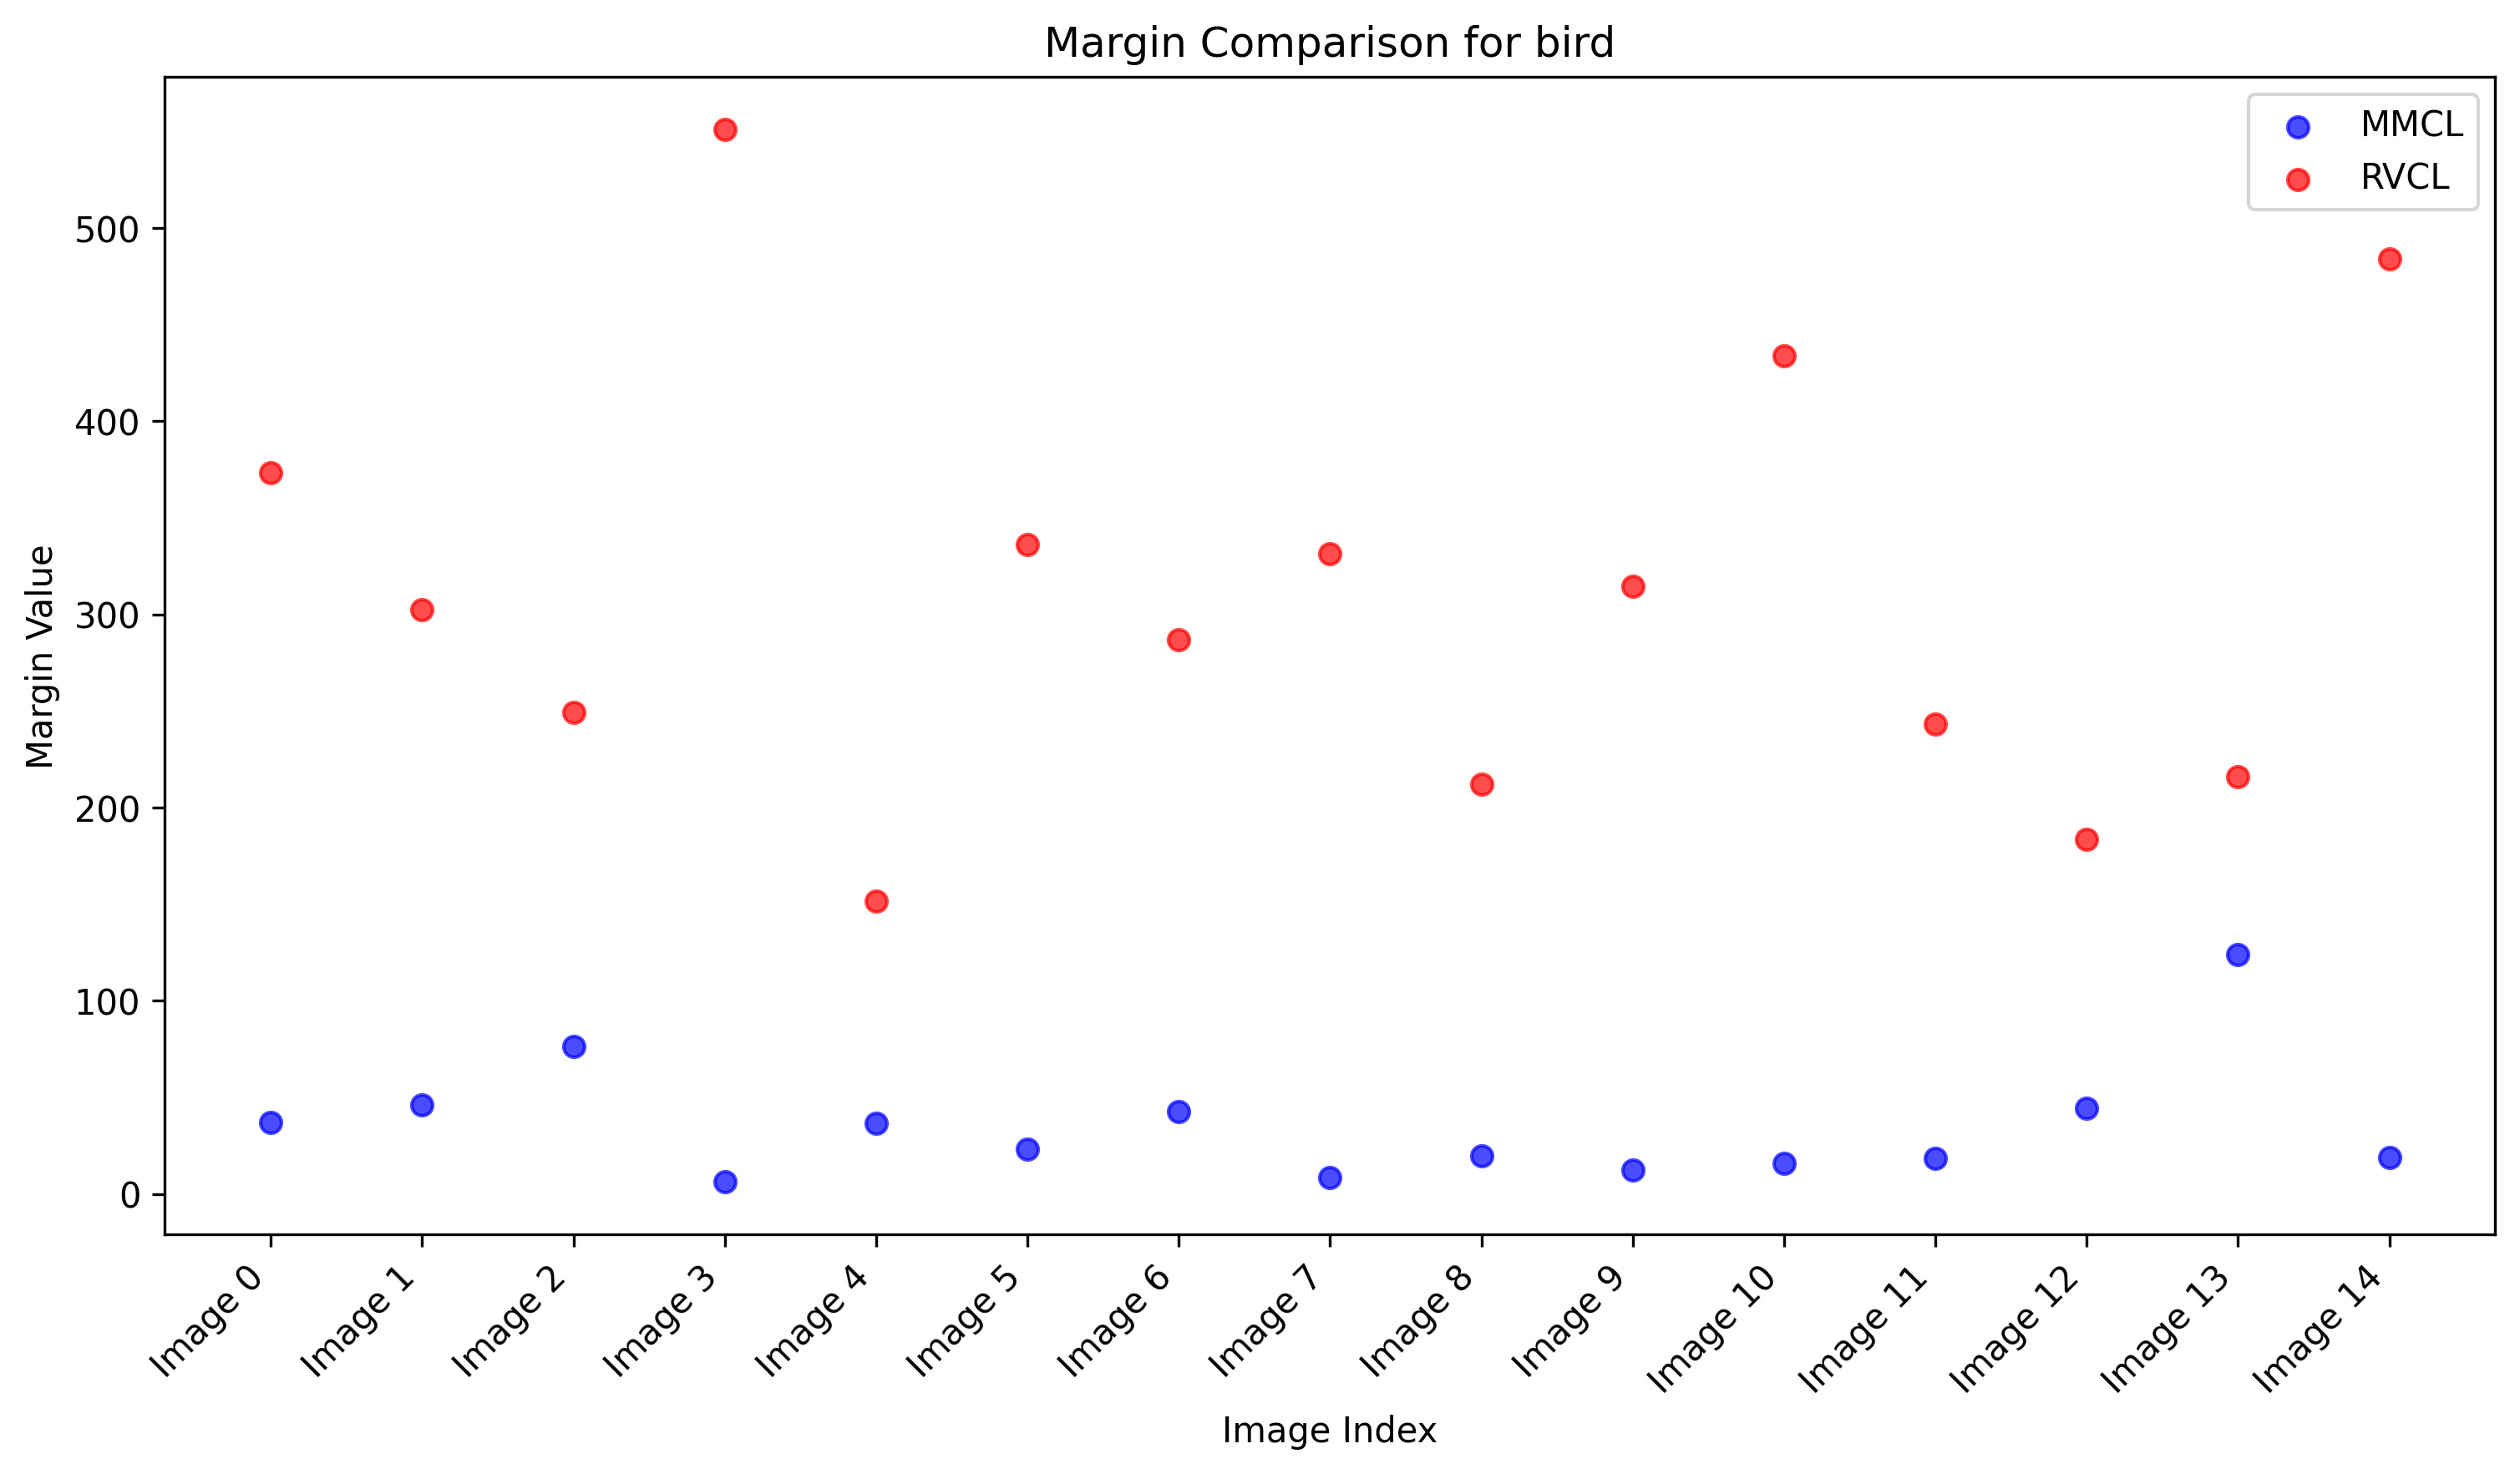 Margin Comparison for bird
MMCL
RVCL
Margin Value
500
400
300
200
100
0
Image 0
Image 1
Image 2
Image 3
Image 4
Image 5
Image 6
Image 7
Image 8
Image 9
Image 10
Image 11
Image 12
Image 13
Image 14
Image Index